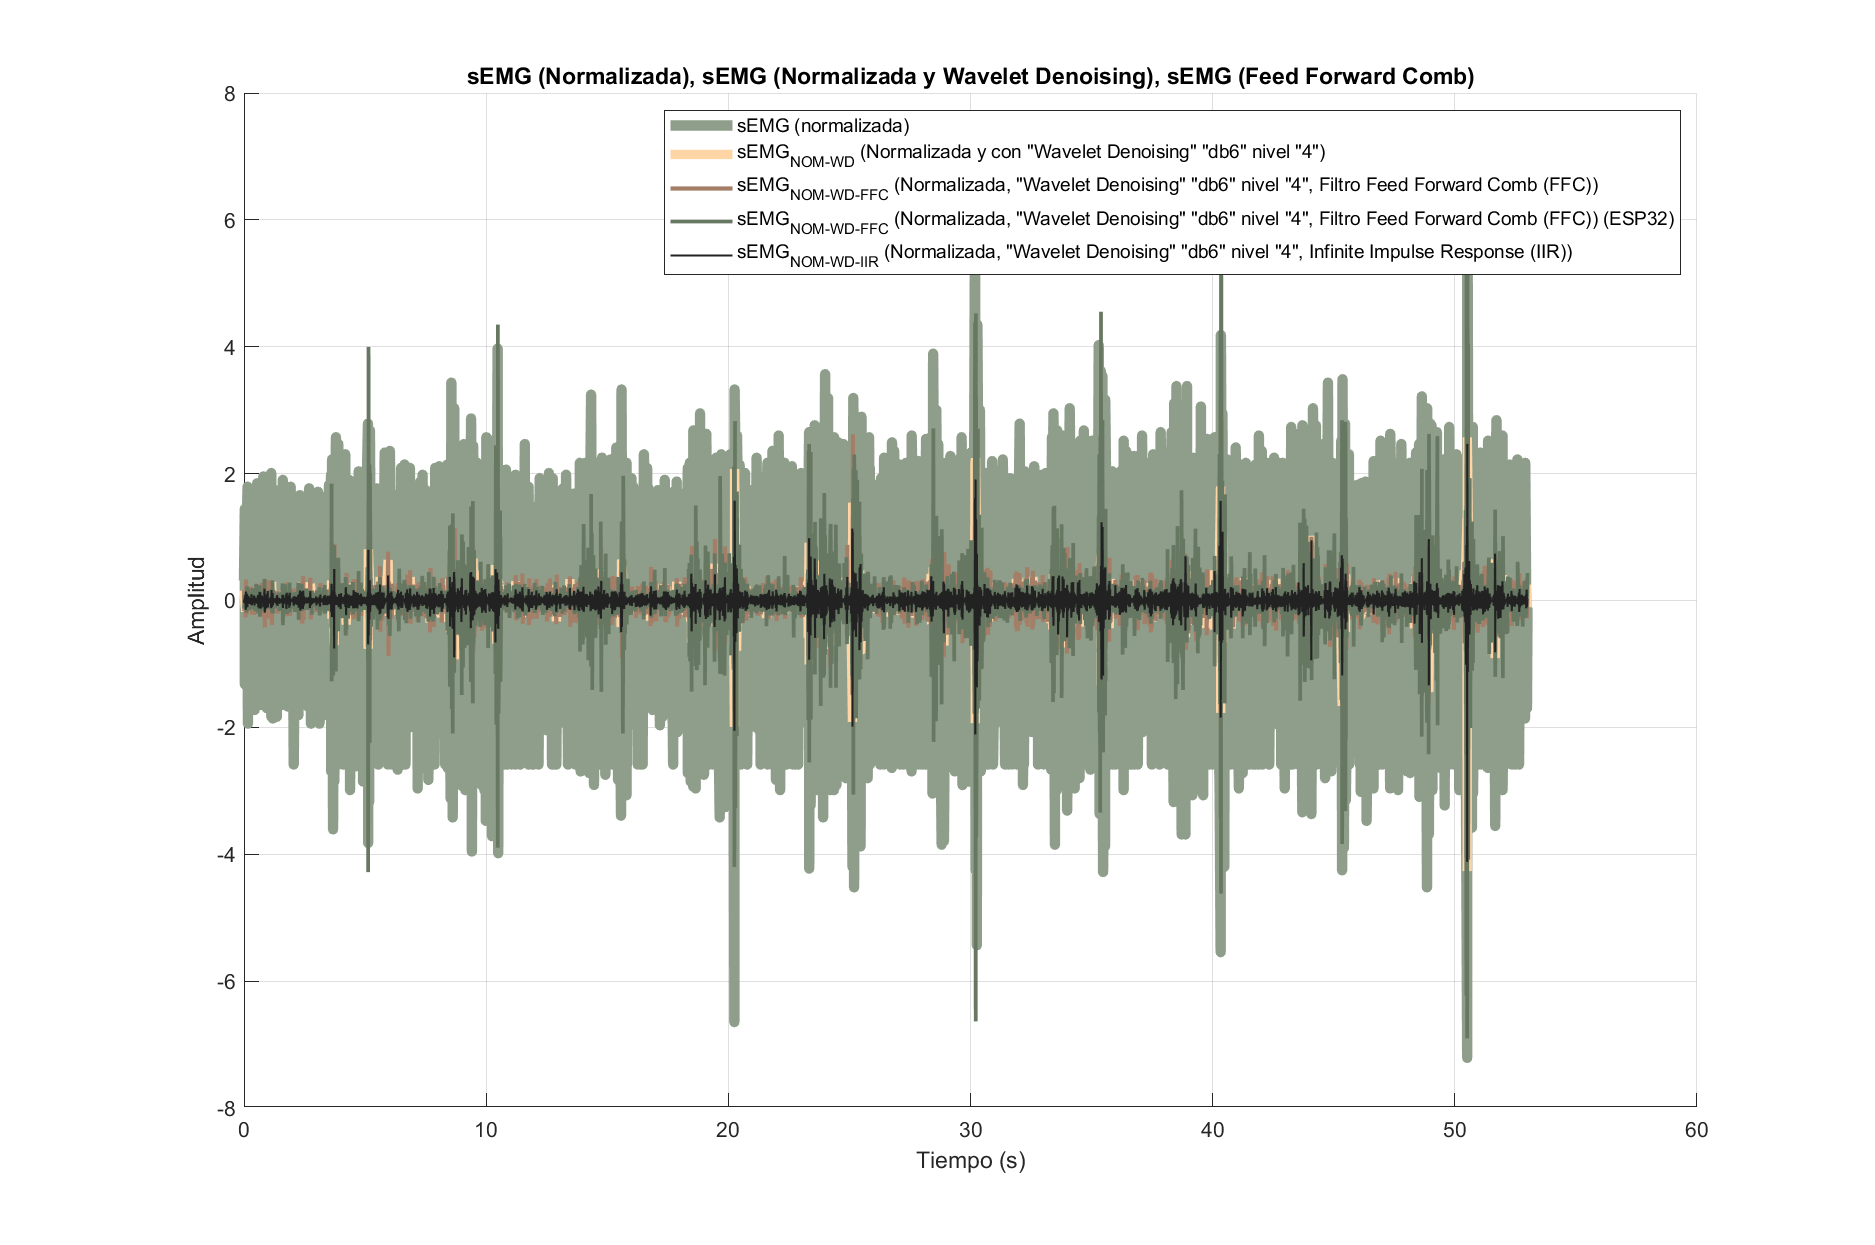 sEMG (Normalizada), sEMG (Normalizada y Wavelet Denoising), sEMG (Feed Forward Comb)
sEMG (normalizada)
sEMG_NOM-WD (Normalizada y con "Wavelet Denoising" "db6" nivel "4")
sEMG_NOM-WD-FFC (Normalizada, "Wavelet Denoising" "db6" nivel "4", Filtro Feed Forward Comb (FFC))
sEMG_NOM-WD-FFC (Normalizada, "Wavelet Denoising" "db6" nivel "4", Filtro Feed Forward Comb (FFC)) (ESP32)
sEMG_NOM-WD-IIR (Normalizada, "Wavelet Denoising" "db6" nivel "4", Infinite Impulse Response (IIR))
Amplitud
8
6
4
2
0
-2
-4
-6
-8
0 10 20 30 40 50 60
Tiempo (s)